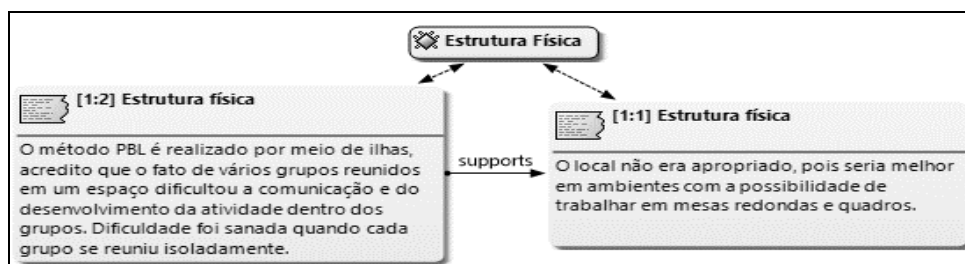 Estrutura Física
[1:2] Estrutura física
O método PBL é realizado por meio de ilhas,
acredito que o fato de vários grupos reunidos
em um espaço dificultou a comunicação e do
desenvolvimento da atividade dentro dos
grupos. Dificuldade foi sanada quando cada
grupo se reuniu isoladamente.
supports
[1:1] Estrutura física
O local não era apropriado, pois seria melhor
em ambientes com a possibilidade de
trabalhar em mesas redondas e quadros.